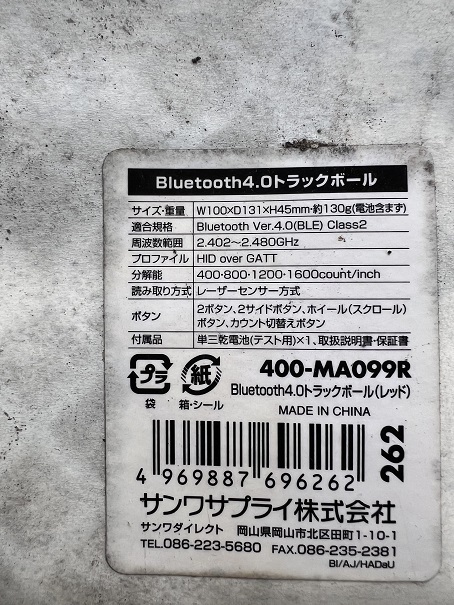 Bluetooth4.0トラックボール
サイズ・重量 W100×D131×H45mm・約130g(電池含まず)
適合規格 Bluetooth Ver.4.0(BLE) Class2
周波数範囲 2.402～2.480GHz
プロファイル HID over GATT
分解能 400・800・1200・1600count/inch
読み取り方式 レーザーセンサー方式
ボタン 2ボタン、2サイドボタン、ホイール(スクロール)
ボタン、カウント切替えボタン
付属品 単三乾電池(テスト用)×1、取扱説明書・保証書
プラ 紙 400-MA099R
袋 箱・シール Bluetooth4.0トラックボール(レッド)
MADE IN CHINA
262
4 969887 696262
サンワサプライ株式会社
サンワダイレクト 岡山県岡山市北区田町1-10-1
TEL.086-223-5680 FAX.086-235-2381
BI/AJ/HADaU